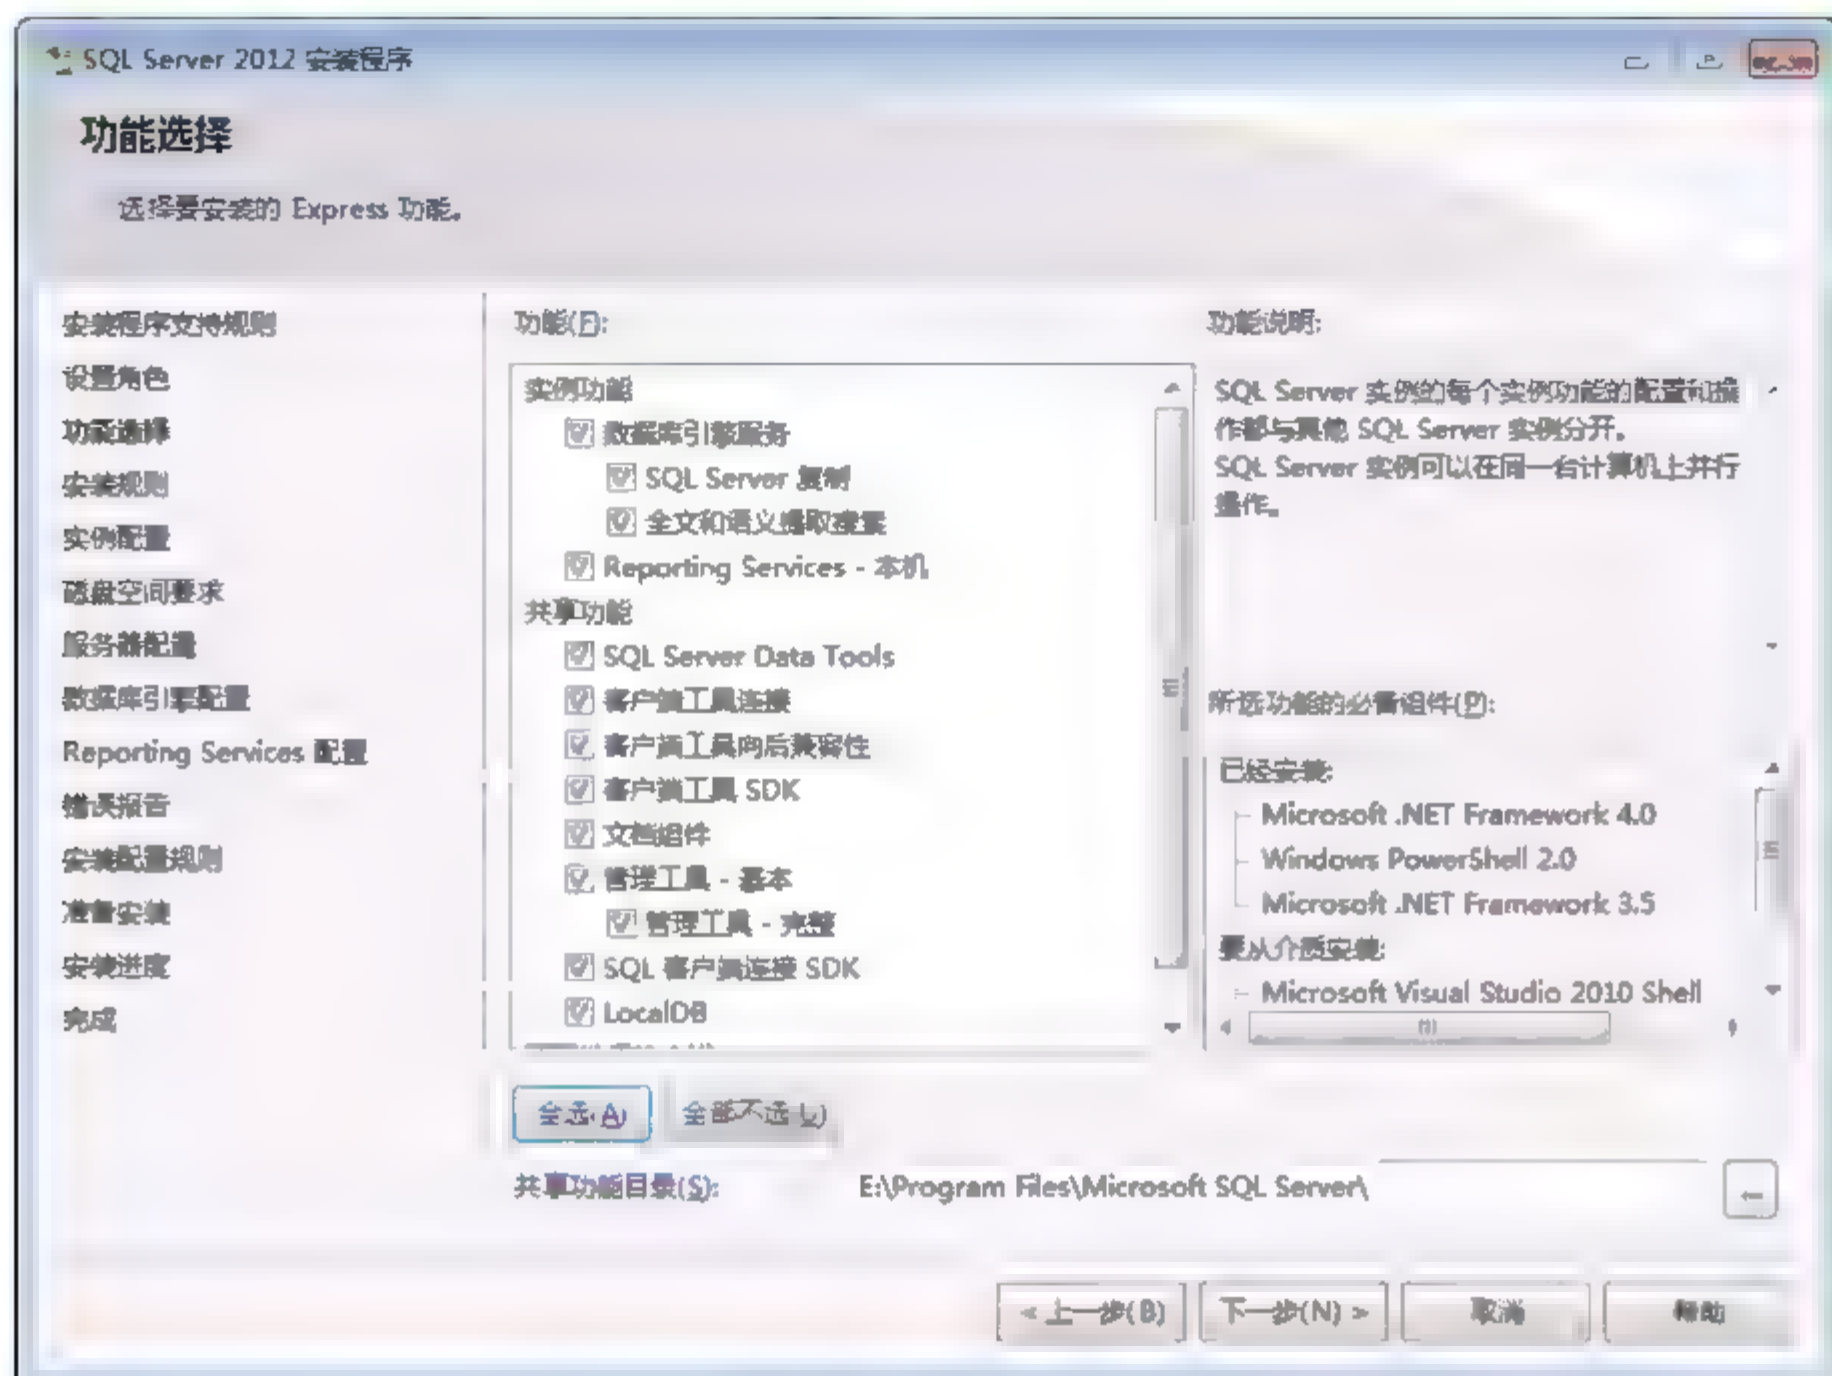 SQL Server 2012 安装程序
功能选择
选择要安装的 Express 功能。
安装程序支持规则
设置角色
功能选择
安装规则
实例配置
磁盘空间要求
服务器配置
数据库引擎配置
Reporting Services 配置
错误报告
安装配置规则
准备安装
安装进度
完成
功能(F):
实例功能
数据库引擎服务
SQL Server 复制
全文和语义提取搜索
Reporting Services - 本机
共享功能
SQL Server Data Tools
客户端工具连接
客户端工具向后兼容性
客户端工具 SDK
文档组件
管理工具 - 基本
管理工具 - 完整
SQL 客户端连接 SDK
LocalDB
全选(A)
全部不选(U)
共享功能目录(S):
E:\Program Files\Microsoft SQL Server\
功能说明:
SQL Server 实例的每个实例功能的配置和操
作都与其他 SQL Server 实例分开。
SQL Server 实例可以在同一台计算机上并行
操作。
所选功能的必备组件(P):
已经安装:
Microsoft .NET Framework 4.0
Windows PowerShell 2.0
Microsoft .NET Framework 3.5
要从介质安装:
Microsoft Visual Studio 2010 Shell
< 上一步(B)
下一步(N) >
取消
帮助